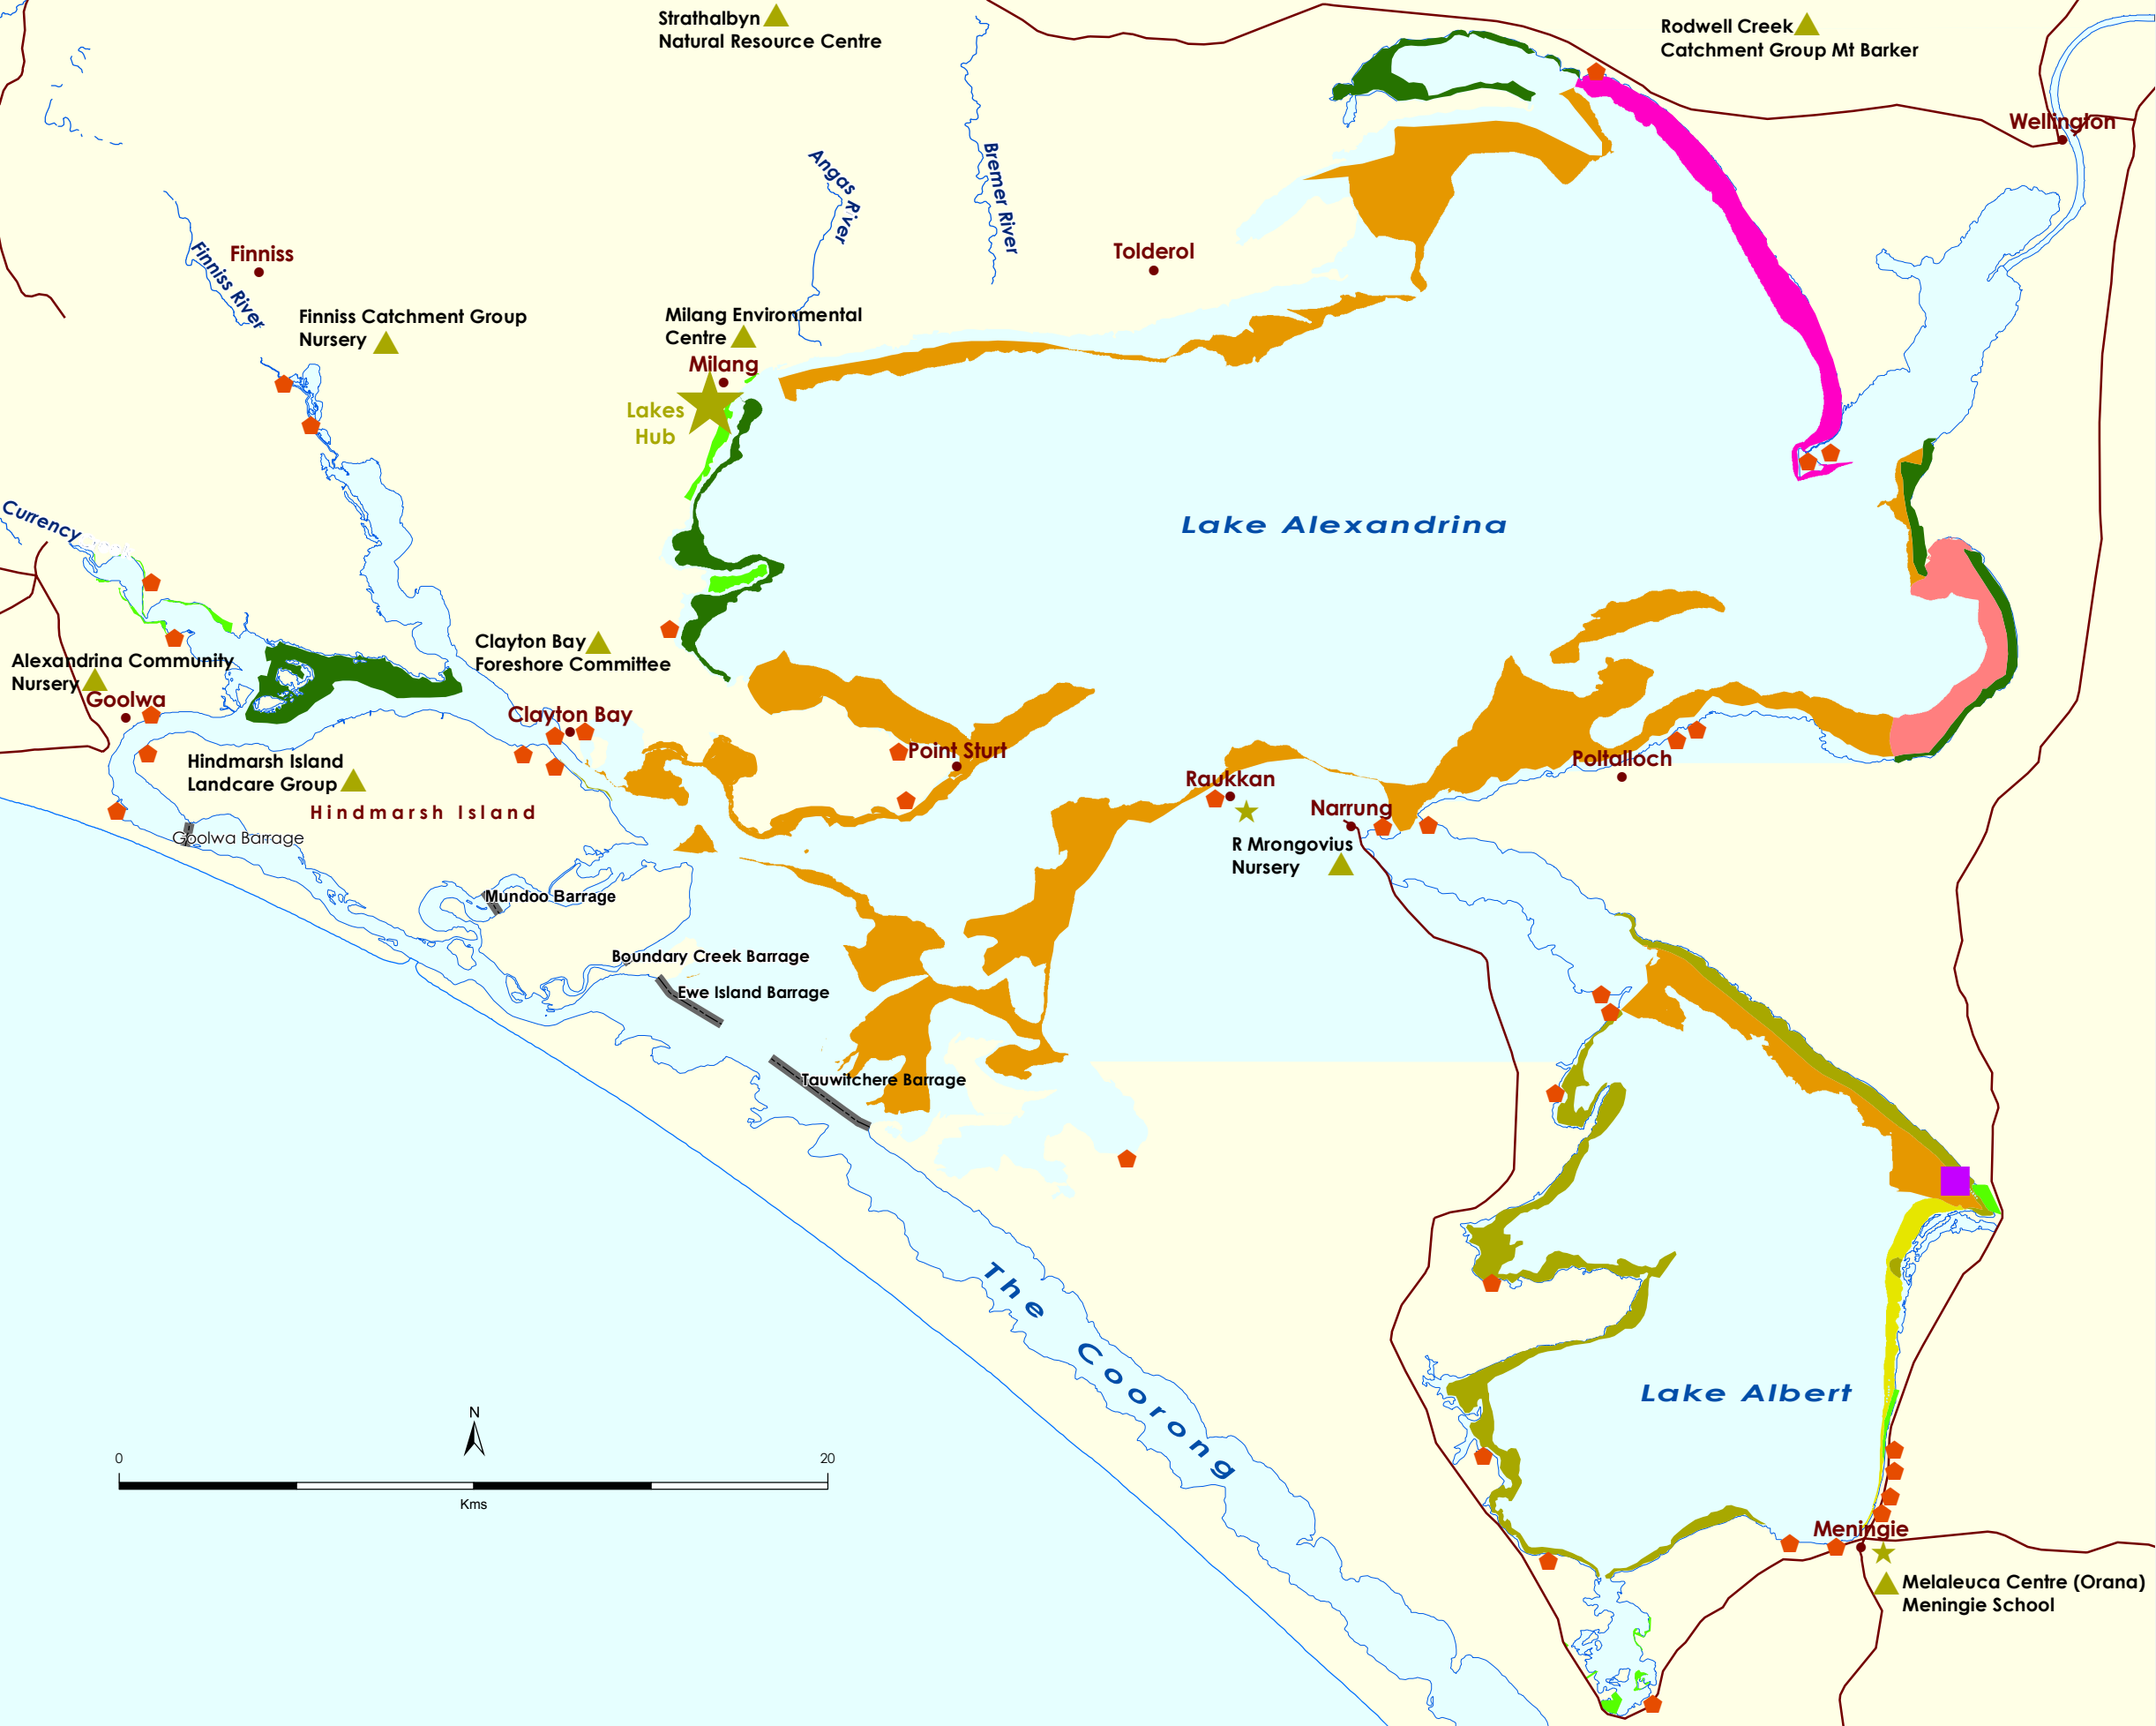 Strathalbyn
Natural Resource Centre
Rodwell Creek
Catchment Group Mt Barker
Wellington
Bremer River
Angas River
Finniss
Finniss River
Tolderol
Finniss Catchment Group
Nursery
Milang Environmental
Centre
Milang
Lakes
Hub
Currency
Lake Alexandrina
Clayton Bay
Foreshore Committee
Alexandrina Community
Nursery
Goolwa
Clayton Bay
Point Sturt
Poltalloch
Hindmarsh Island
Landcare Group
Raukkan
Hindmarsh Island
Narrung
Goolwa Barrage
R Mrongovius
Nursery
Mundoo Barrage
Boundary Creek Barrage
Ewe Island Barrage
Tauwitchere Barrage
The Coorong
Lake Albert
N
0 20
Kms
Meningie
Melaleuca Centre (Orana)
Meningie School